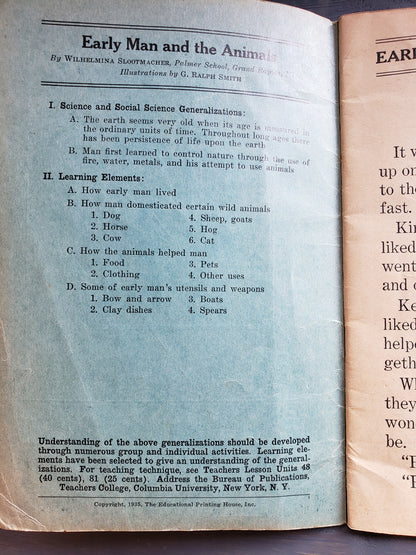 Early Man and the Animals
By Wilhelmina Slootmacher, Palmer School, Grand
Illustrations by G. Ralph Smith
I. Science and Social Science Generalizations:
A. The earth seems very old when its age is measured in
the ordinary units of time. Throughout long ages there
has been persistence of life upon the earth
B. Man first learned to control nature through the use of
fire, water, metals, and his attempt to use animals
II. Learning Elements:
A. How early man lived
B. How man domesticated certain wild animals
1. Dog 4. Sheep, goats
2. Horse 5. Hog
3. Cow 6. Cat
C. How the animals helped man
1. Food 3. Pets
2. Clothing 4. Other uses
D. Some of early man's utensils and weapons
1. Bow and arrow 3. Boats
2. Clay dishes 4. Spears
Understanding of the above generalizations should be developed
through numerous group and individual activities. Learning ele-
ments have been selected to give an understanding of the general-
izations. For teaching technique, see Teachers Lesson Units 48
(40 cents), 81 (25 cents). Address the Bureau of Publications,
Teachers College, Columbia University, New York, N. Y.
Copyright, 1935, The Educational Printing House, Inc.
EARL
It w
up on
to the
fast.
Kin
liked
went
and c
Ke
liked
helpe
geth
Wh
they
won
be.
"B
"B